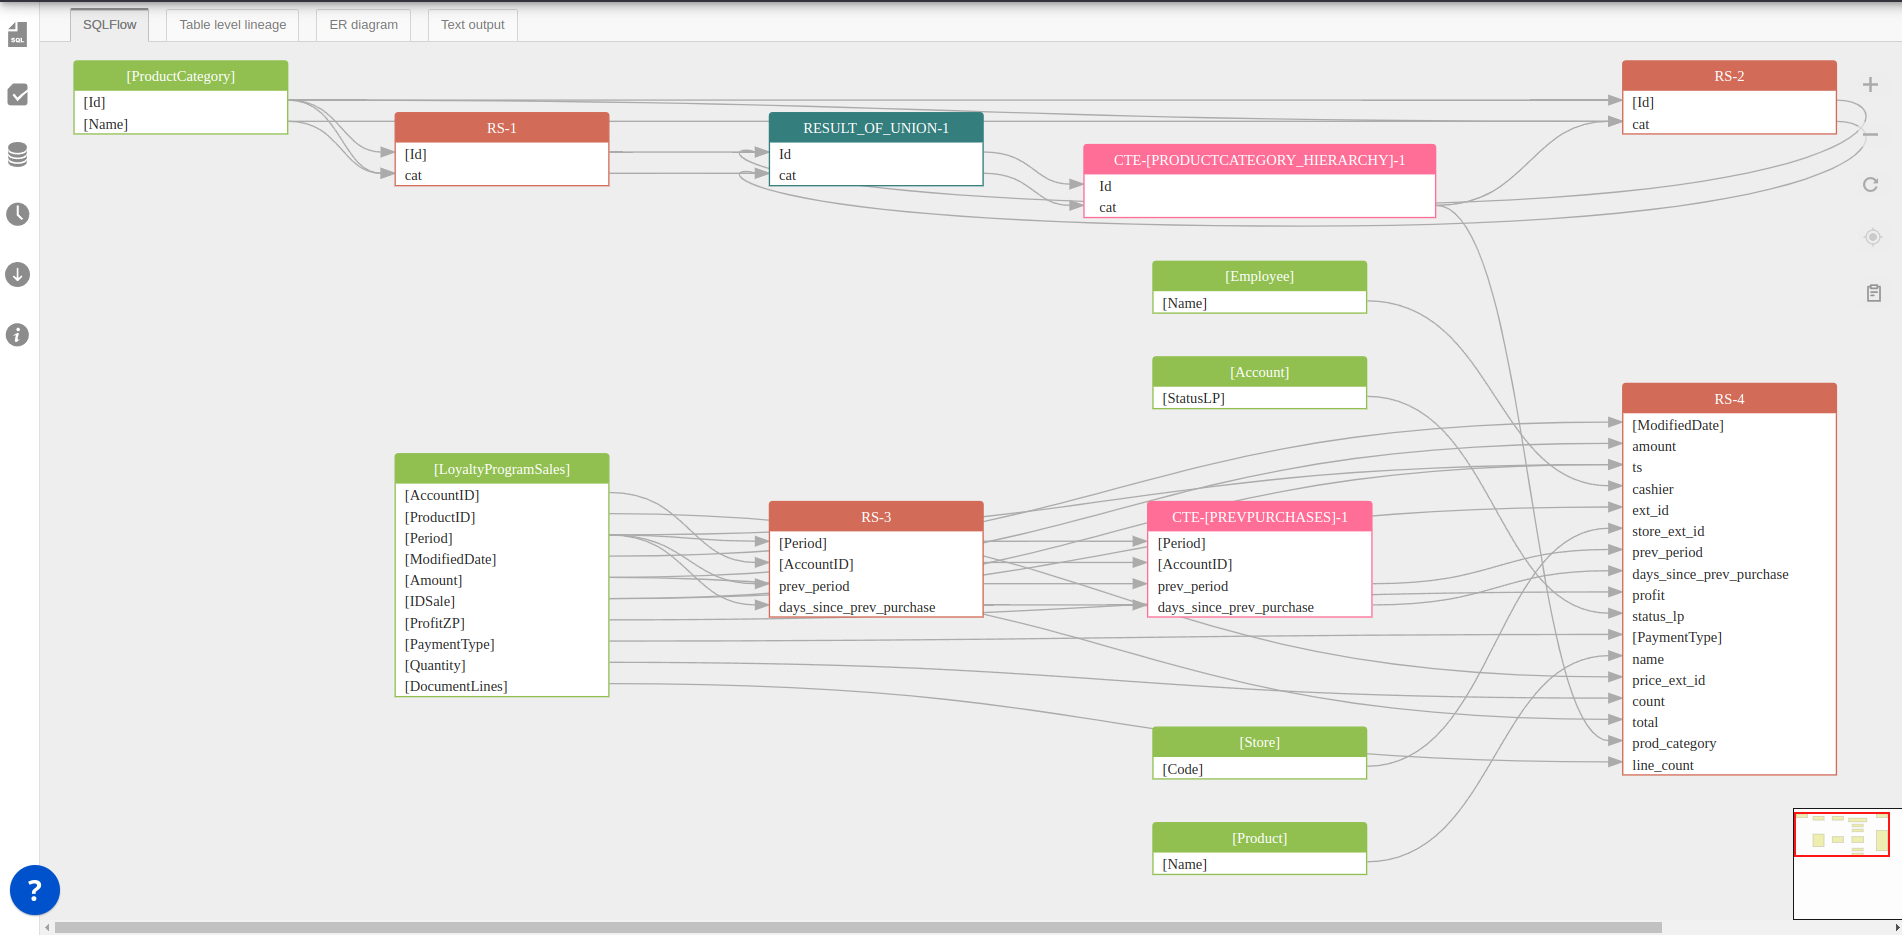 SQLFlow
Table level lineage
ER diagram
Text output
SQL
[ProductCategory]
[Id]
[Name]
RS-1
[Id]
cat
RESULT_OF_UNION-1
Id
cat
CTE-[PRODUCTCATEGORY_HIERARCHY]-1
Id
cat
RS-2
[Id]
cat
[Employee]
[Name]
[Account]
[StatusLP]
[LoyaltyProgramSales]
[AccountID]
[ProductID]
[Period]
[ModifiedDate]
[Amount]
[IDSale]
[ProfitZP]
[PaymentType]
[Quantity]
[DocumentLines]
RS-3
[Period]
[AccountID]
prev_period
days_since_prev_purchase
CTE-[PREVPURCHASES]-1
[Period]
[AccountID]
prev_period
days_since_prev_purchase
RS-4
[ModifiedDate]
amount
ts
cashier
ext_id
store_ext_id
prev_period
days_since_prev_purchase
profit
status_lp
[PaymentType]
name
price_ext_id
count
total
prod_category
line_count
[Store]
[Code]
[Product]
[Name]
?